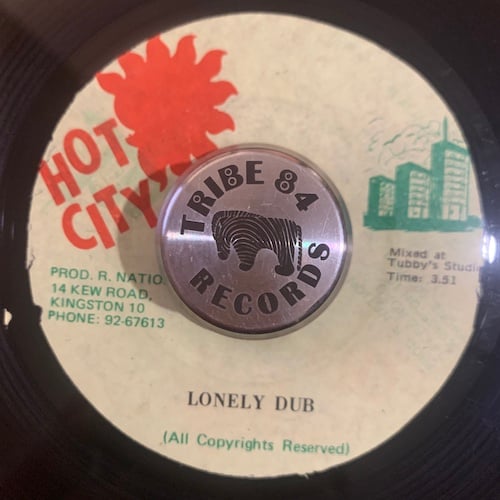 HOT
CITY
TRIBE 84
RECORDS
PROD. R. NATIO
14 KEW ROAD,
KINGSTON 10
PHONE: 92-67613
Mixed at
Tubby's Studi
Time: 3.51
LONELY DUB
(All Copyrights Reserved)